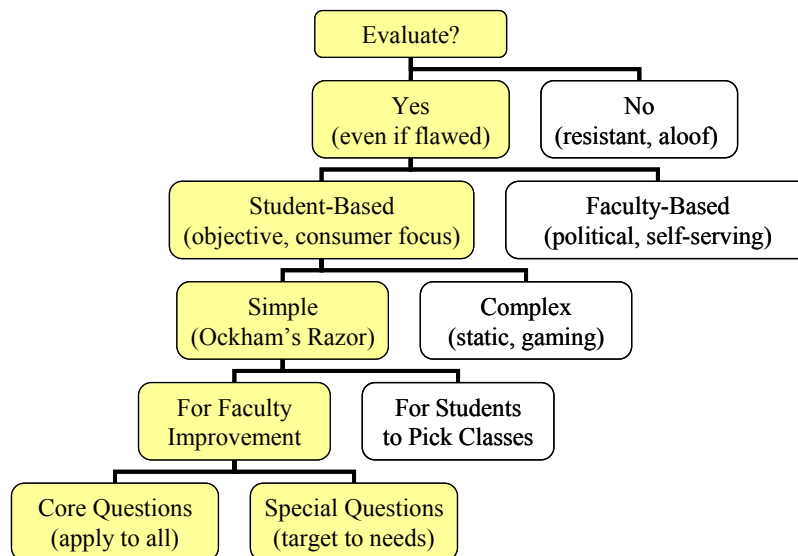 Evaluate?
Yes
(even if flawed)
No
(resistant, aloof)
Student-Based
(objective, consumer focus)
Faculty-Based
(political, self-serving)
Simple
(Ockham’s Razor)
Complex
(static, gaming)
For Faculty
Improvement
For Students
to Pick Classes
Core Questions
(apply to all)
Special Questions
(target to needs)